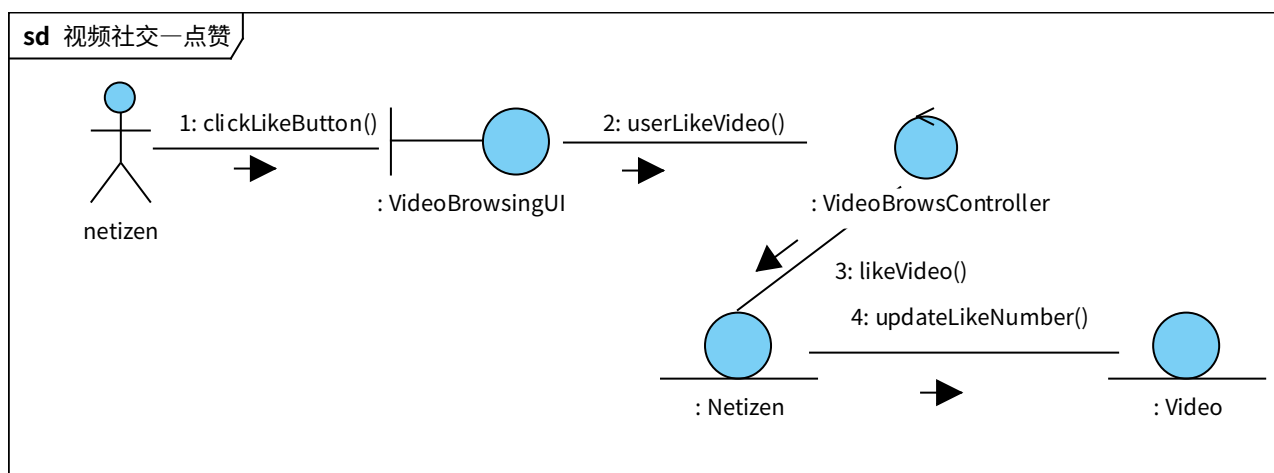 sd 视频社交—点赞
1: clickLikeButton()
2: userLikeVideo()
: VideoBrowsingUI
: VideoBrowsController
netizen
3: likeVideo()
4: updateLikeNumber()
: Netizen
: Video